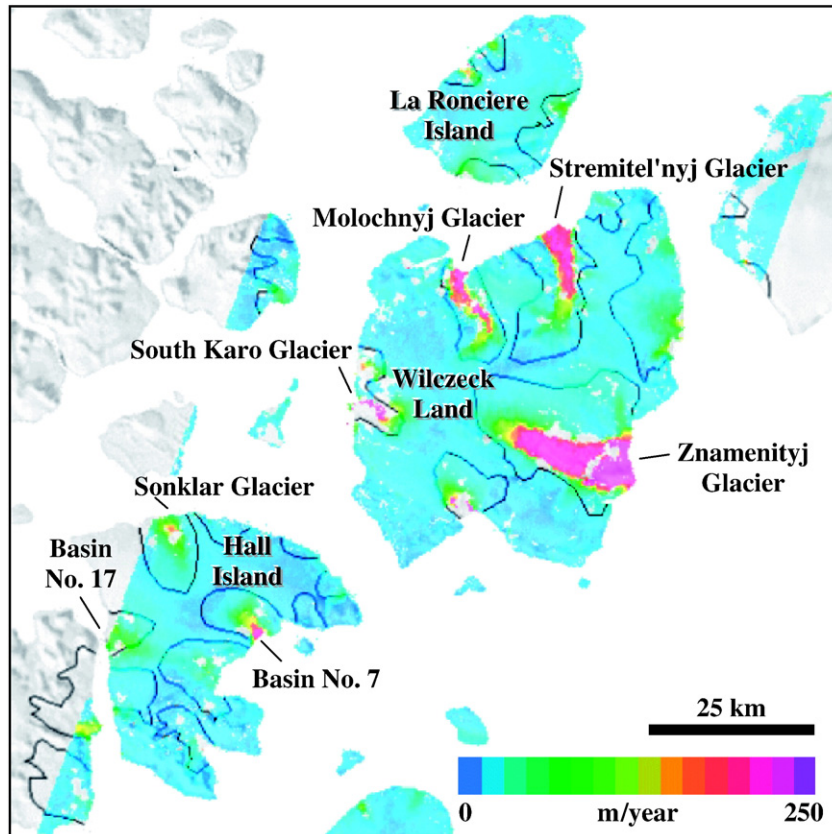 La Ronciere
Island
Stremitel'nyj Glacier
Molochnyj Glacier
South Karo Glacier
Wilczeck
Land
Znamenityj
Glacier
Sonklar Glacier
Basin
No. 17
Hall
Island
Basin No. 7
25 km
0 m/year 250